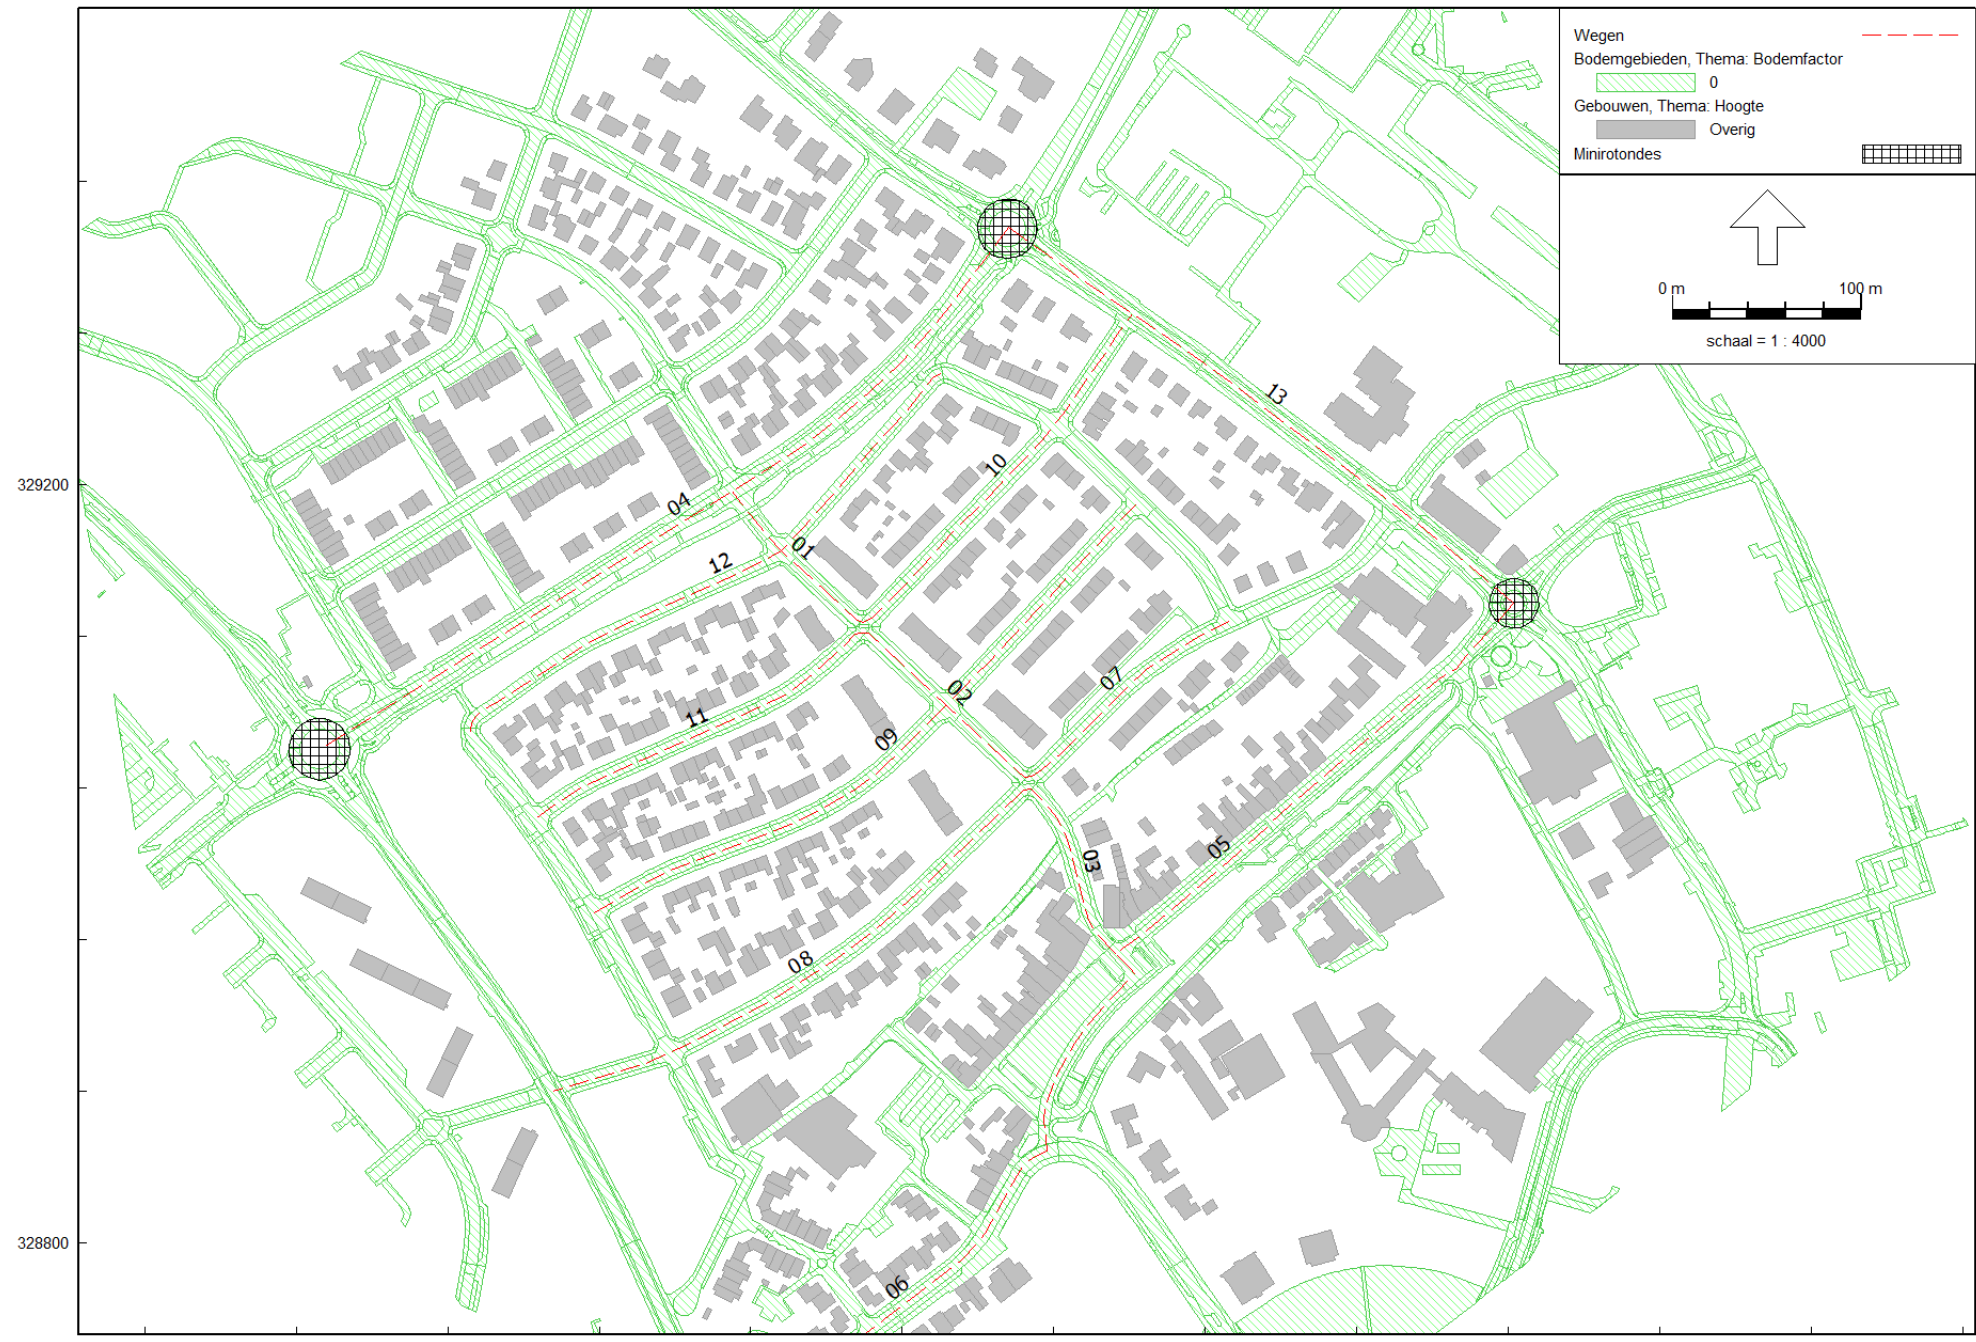 Wegen
Bodemgebieden, Thema: Bodemfactor
0
Gebouwen, Thema: Hoogte
Overig
Minirotondes
0 m 100 m
schaal = 1 : 4000
13
10
329200
04
01
12
02
07
11
09
05
03
08
328800
06